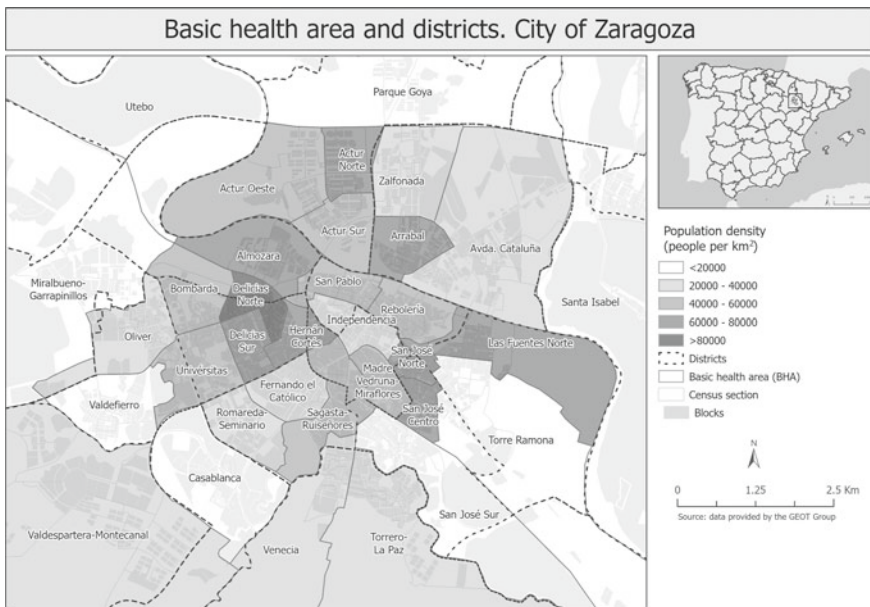 Basic health area and districts. City of Zaragoza
Utebo
Parque Goya
Actur
Norte
Actur Oeste
Zalfonada
Actur Sur
Arrabal
Avda. Cataluña
Almozara
Miralbueno-
Garrapinillos
Bombarda
Delicias
Norte
San Pablo
Santa Isabel
Rebolería
Independencia
Oliver
Delicias
Sur
Hernán
Cortés
San José
Norte
Las Fuentes Norte
Universitas
Madre
Vedruna-
Miraflores
Fernando el
Católico
Valdefierro
Romareda-
Seminario
Sagasta-
Ruiseñores
San José
Centro
Torre Ramona
Casablanca
San José Sur
Valdespartera-Montecanal
Venecia
Torrero-
La Paz
Population density
(people per km²)
<20000
20000 - 40000
40000 - 60000
60000 - 80000
>80000
Districts
Basic health area (BHA)
Census section
Blocks
N
0 1.25 2.5 Km
Source: data provided by the GEOT Group